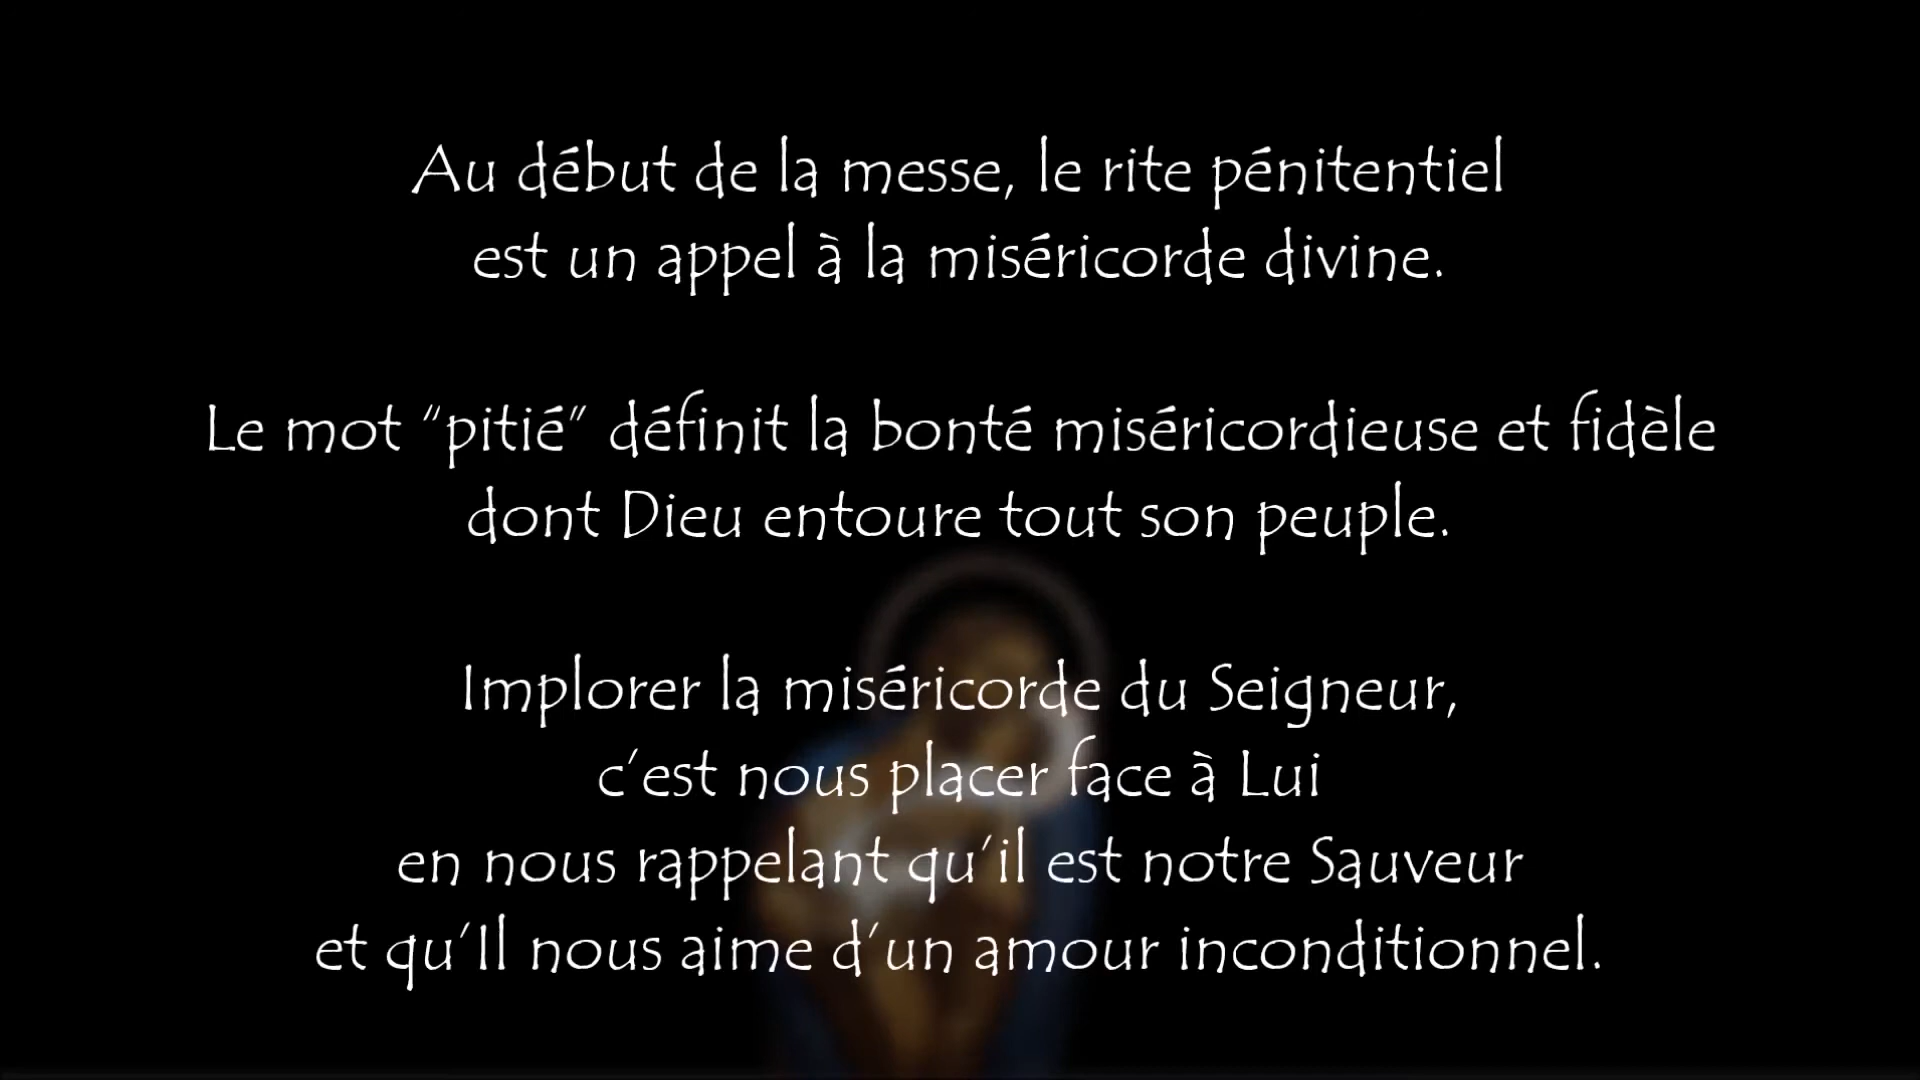 Au début de la messe, le rite pénitentiel
est un appel à la miséricorde divine.
Le mot “pitié” définit la bonté miséricordieuse et fidèle
dont Dieu entoure tout son peuple.
Implorer la miséricorde du Seigneur,
c’est nous placer face à Lui
en nous rappelant qu’il est notre Sauveur
et qu’Il nous aime d’un amour inconditionnel.